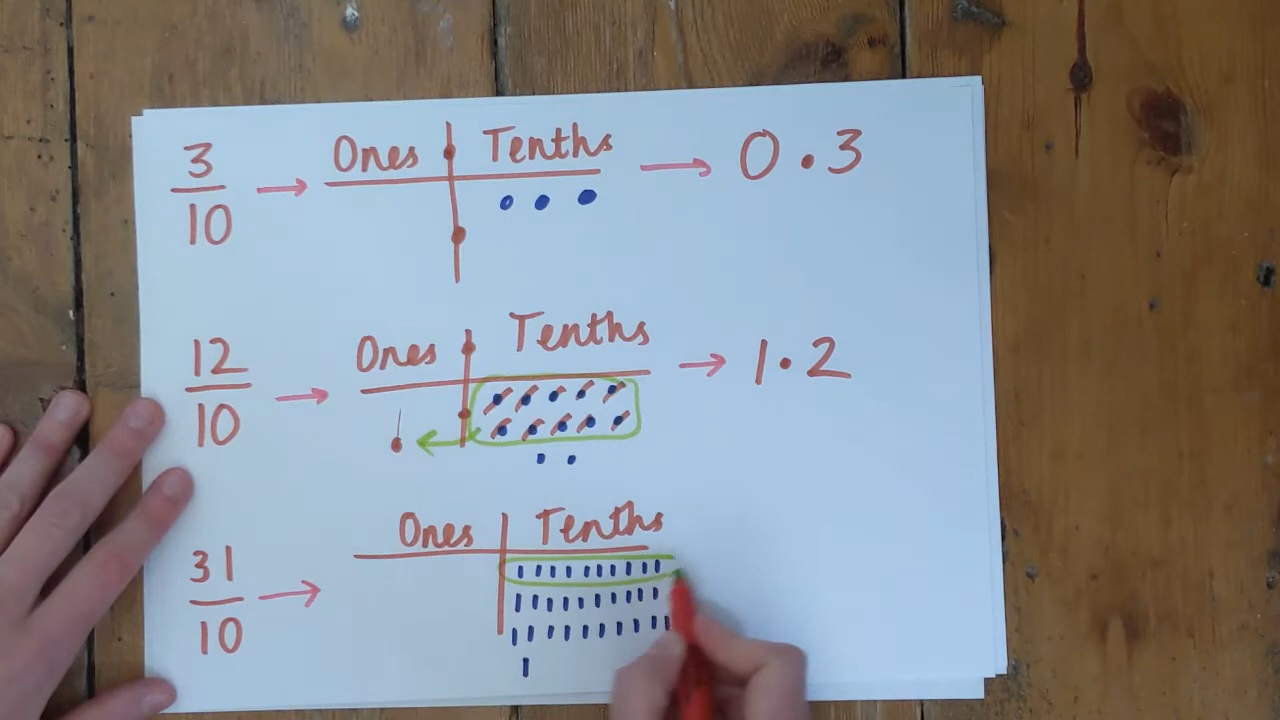 3/10 → Ones Tenths → 0.3
12/10 → Ones Tenths → 1.2
31/10 → Ones Tenths